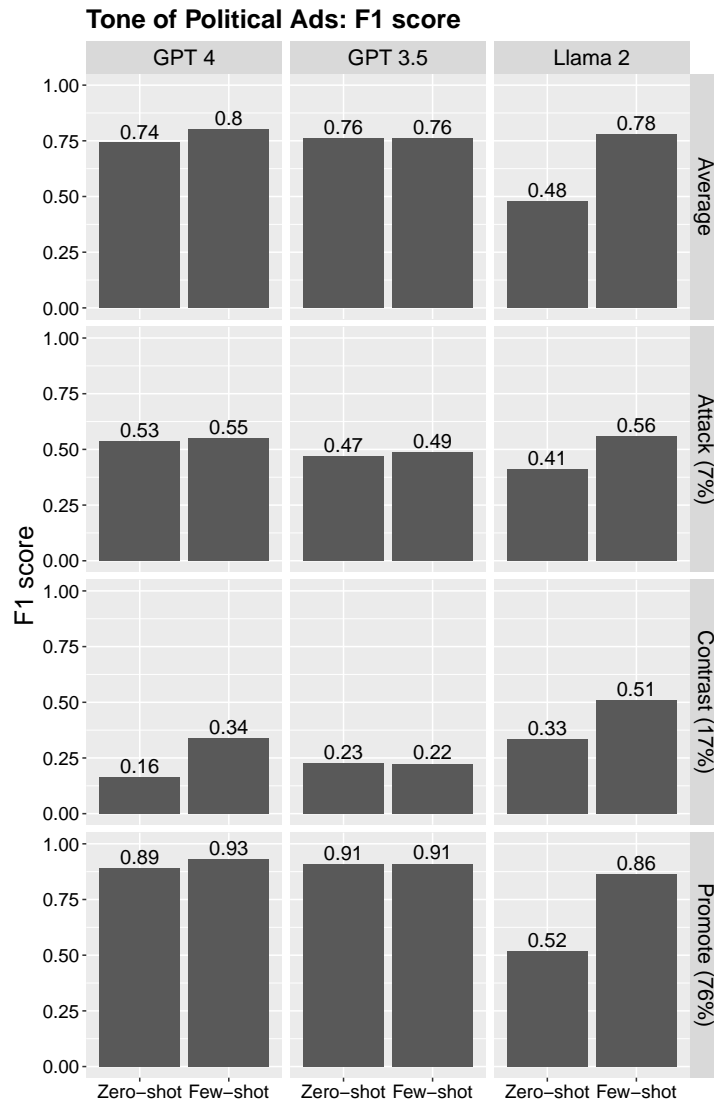 Tone of Political Ads: F1 score
GPT 4 GPT 3.5 Llama 2
1.00
0.75
0.50
0.25
0.00
0.74 0.8 0.76 0.76 0.48 0.78
Average
1.00
0.75
0.50
0.25
0.00
0.53 0.55 0.47 0.49 0.41 0.56
Attack (7%)
1.00
0.75
0.50
0.25
0.00
0.16 0.34 0.23 0.22 0.33 0.51
Contrast (17%)
1.00
0.75
0.50
0.25
0.00
0.89 0.93 0.91 0.91 0.52 0.86
Promote (76%)
F1 score
Zero−shot Few−shot Zero−shot Few−shot Zero−shot Few−shot